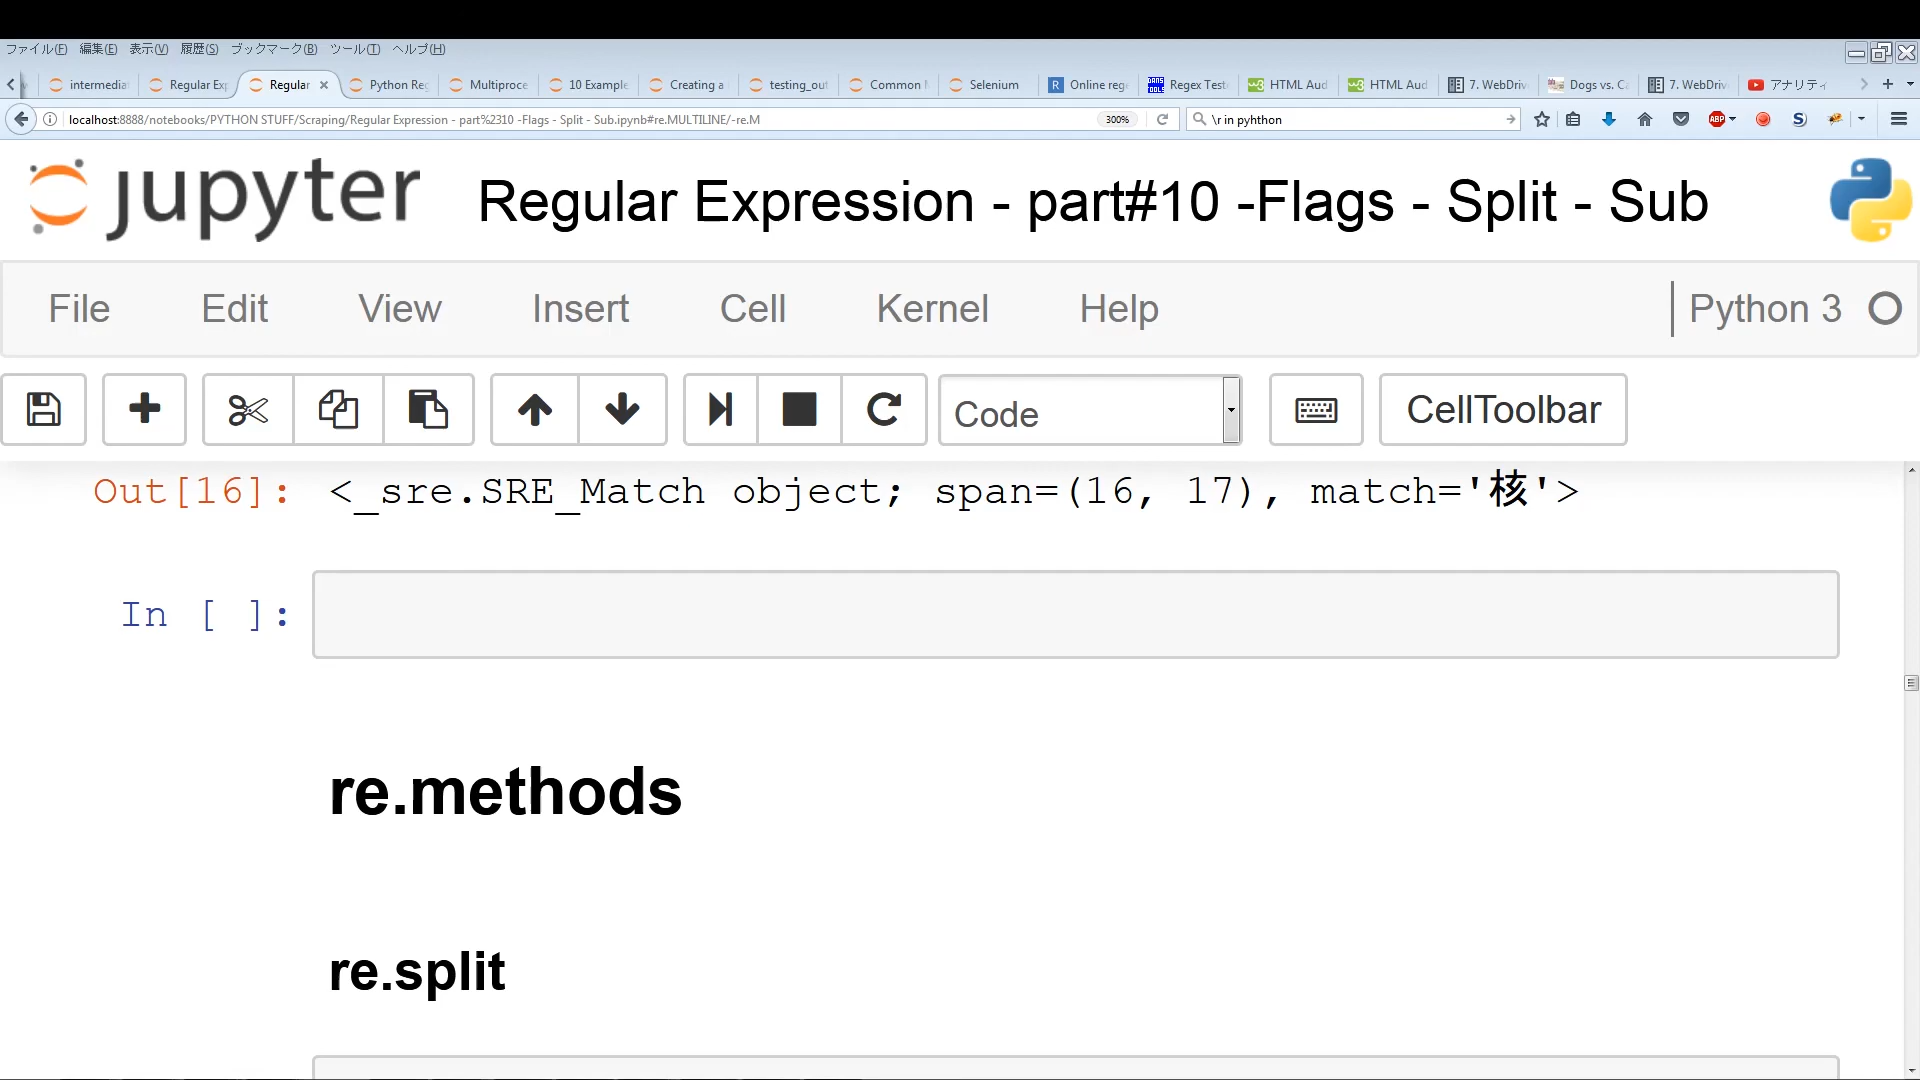 ファイル(F) 編集(E) 表示(V) 履歴(S) ブックマーク(B) ツール(T) ヘルプ(H)
intermedia Regular Exp Regular Python Reg Multiproce 10 Example Creating a testing_out Common Selenium Online rege Regex Test HTML Aud HTML Aud 7. WebDriv Dogs vs. Ca 7. WebDriv アナリティ
localhost:8888/notebooks/PYTHON STUFF/Scraping/Regular Expression - part%2310 -Flags - Split - Sub.ipynb#re.MULTILINE/-re.M 300% \r in pyhthon ABP S
jupyter Regular Expression - part#10 -Flags - Split - Sub
File Edit View Insert Cell Kernel Help Python 3
Code CellToolbar
Out[16]: <_sre.SRE_Match object; span=(16, 17), match='核'>
In [ ]:
re.methods
re.split